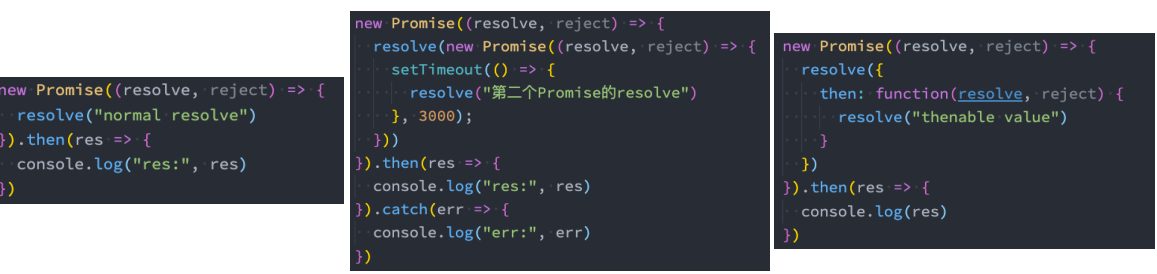 new Promise((resolve, reject) => {
  resolve("normal resolve")
}).then(res => {
  console.log("res:", res)
})
new Promise((resolve, reject) => {
  resolve(new Promise((resolve, reject) => {
    setTimeout(() => {
      resolve("第二个Promise的resolve")
    }, 3000);
  }))
}).then(res => {
  console.log("res:", res)
}).catch(err => {
  console.log("err:", err)
})
new Promise((resolve, reject) => {
  resolve({
    then: function(resolve, reject) {
      resolve("thenable value")
    }
  })
}).then(res => {
  console.log(res)
})